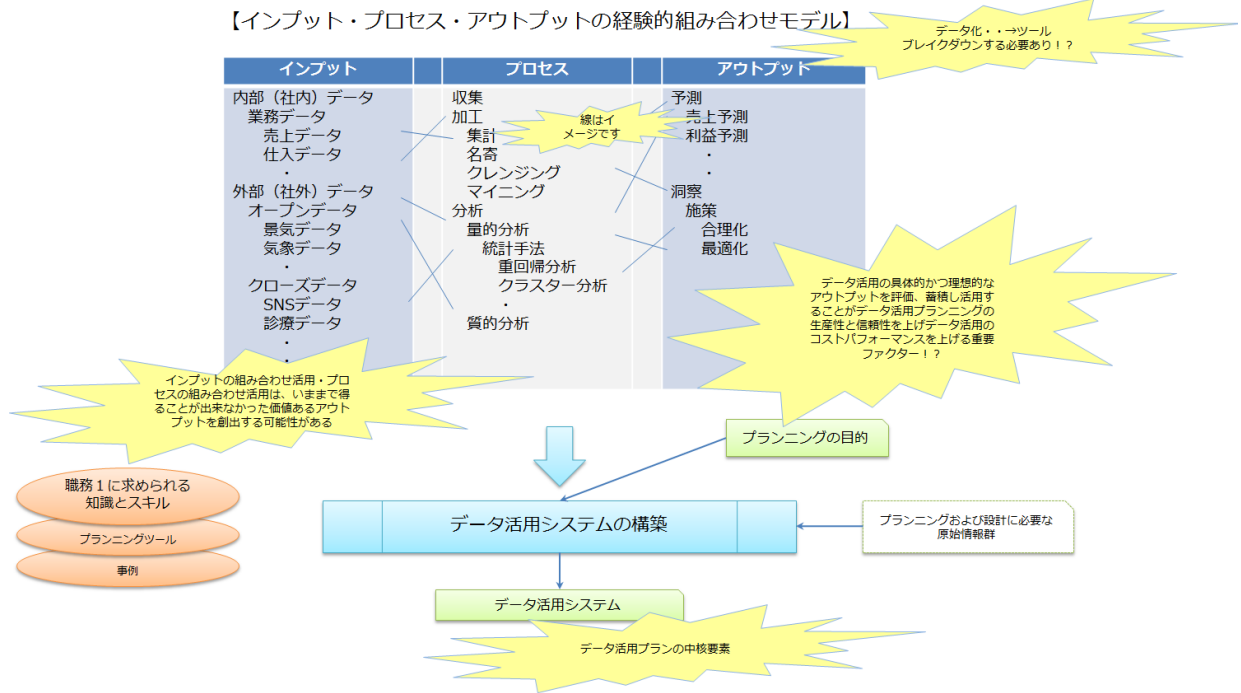 【インプット・プロセス・アウトプットの経験的組み合わせモデル】
データ化・・→ツール
ブレイクダウンする必要あり！？
インプット
プロセス
アウトプット
内部（社内）データ
業務データ
売上データ
仕入データ
・
外部（社外）データ
オープンデータ
景気データ
気象データ
・
クローズデータ
SNSデータ
診療データ
・
・
収集
加工
集計
名寄
クレンジング
マイニング
分析
量的分析
統計手法
重回帰分析
クラスター分析
・
質的分析
線はイ
メージです
予測
売上予測
利益予測
・
・
洞察
施策
合理化
最適化
データ活用の具体的かつ理想的な
アウトプットを評価、蓄積し活用す
ることがデータ活用プランニングの
生産性と信頼性を上げデータ活用の
コストパフォーマンスを上げる重要
ファクター！？
インプットの組み合わせ活用・プロ
セスの組み合わせ活用は、いままで得
ることが出来なかった価値あるアウト
プットを創出する可能性がある
プランニングの目的
職務１に求められる
知識とスキル
プランニングツール
事例
データ活用システムの構築
プランニングおよび設計に必要な
原始情報群
データ活用システム
データ活用プランの中核要素